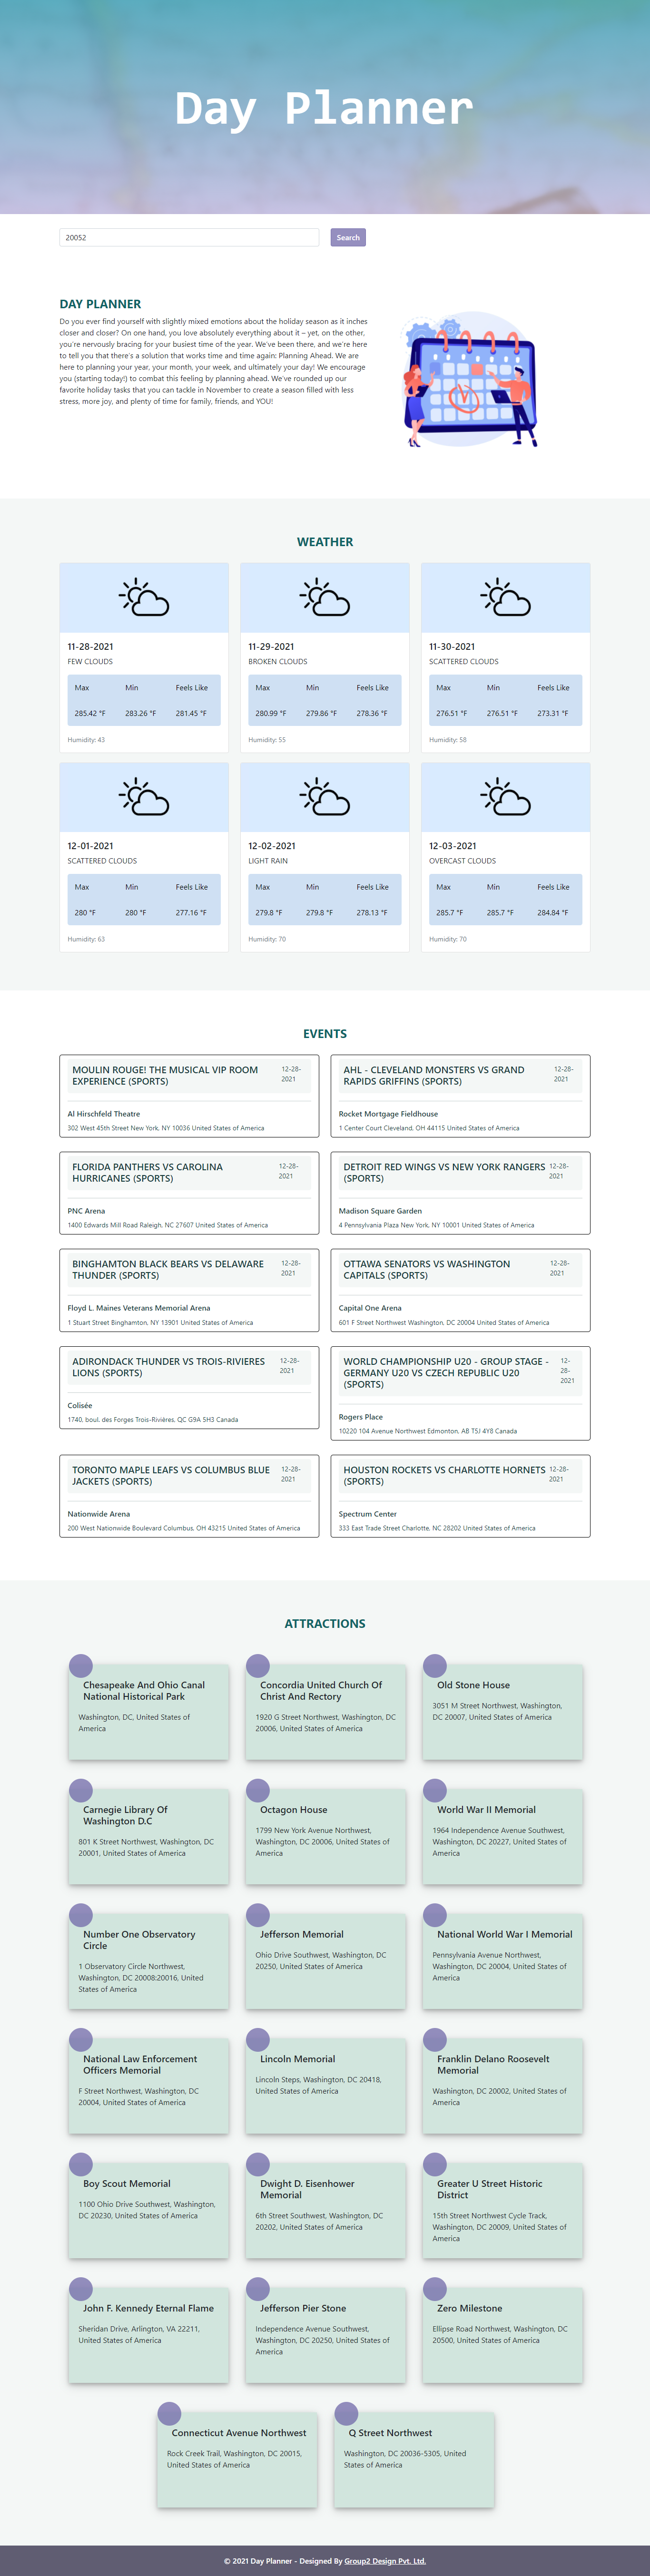 Day Planner
20052
Search
DAY PLANNER
Do you ever find yourself with slightly mixed emotions about the holiday season as it inches
closer and closer? On one hand, you love absolutely everything about it – yet, on the other,
you're nervously bracing for your busiest time of the year. We've been there, and we're here
to tell you that there's a solution that works time and time again: Planning Ahead. We are
here to planning your year, your month, your week, and ultimately your day! We encourage
you (starting today!) to combat this feeling by planning ahead. We've rounded up our
favorite holiday tasks that you can tackle in November to create a season filled with less
stress, more joy, and plenty of time for family, friends, and YOU!
WEATHER
11-28-2021
FEW CLOUDS
Max Min Feels Like
285.42 °F 283.26 °F 281.45 °F
Humidity: 43
11-29-2021
BROKEN CLOUDS
Max Min Feels Like
280.99 °F 279.86 °F 278.36 °F
Humidity: 55
11-30-2021
SCATTERED CLOUDS
Max Min Feels Like
276.51 °F 276.51 °F 273.31 °F
Humidity: 58
12-01-2021
SCATTERED CLOUDS
Max Min Feels Like
280 °F 280 °F 277.16 °F
Humidity: 63
12-02-2021
LIGHT RAIN
Max Min Feels Like
279.8 °F 279.8 °F 278.13 °F
Humidity: 70
12-03-2021
OVERCAST CLOUDS
Max Min Feels Like
285.7 °F 285.7 °F 284.84 °F
Humidity: 70
EVENTS
MOULIN ROUGE! THE MUSICAL VIP ROOM
EXPERIENCE (SPORTS)
12-28-
2021
Al Hirschfeld Theatre
302 West 45th Street New York, NY 10036 United States of America
AHL - CLEVELAND MONSTERS VS GRAND
RAPIDS GRIFFINS (SPORTS)
12-28-
2021
Rocket Mortgage Fieldhouse
1 Center Court Cleveland, OH 44115 United States of America
FLORIDA PANTHERS VS CAROLINA
HURRICANES (SPORTS)
12-28-
2021
PNC Arena
1400 Edwards Mill Road Raleigh, NC 27607 United States of America
DETROIT RED WINGS VS NEW YORK RANGERS
(SPORTS)
12-28-
2021
Madison Square Garden
4 Pennsylvania Plaza New York, NY 10001 United States of America
BINGHAMTON BLACK BEARS VS DELAWARE
THUNDER (SPORTS)
12-28-
2021
Floyd L. Maines Veterans Memorial Arena
1 Stuart Street Binghamton, NY 13901 United States of America
OTTAWA SENATORS VS WASHINGTON
CAPITALS (SPORTS)
12-28-
2021
Capital One Arena
601 F Street Northwest Washington, DC 20004 United States of America
ADIRONDACK THUNDER VS TROIS-RIVIERES
LIONS (SPORTS)
12-28-
2021
Colisée
1740, boul. des Forges Trois-Rivières, QC G9A 5H3 Canada
WORLD CHAMPIONSHIP U20 - GROUP STAGE -
GERMANY U20 VS CZECH REPUBLIC U20
(SPORTS)
12-
28-
2021
Rogers Place
10220 104 Avenue Northwest Edmonton, AB T5J 4Y8 Canada
TORONTO MAPLE LEAFS VS COLUMBUS BLUE
JACKETS (SPORTS)
12-28-
2021
Nationwide Arena
200 West Nationwide Boulevard Columbus, OH 43215 United States of America
HOUSTON ROCKETS VS CHARLOTTE HORNETS
(SPORTS)
12-28-
2021
Spectrum Center
333 East Trade Street Charlotte, NC 28202 United States of America
ATTRACTIONS
Chesapeake And Ohio Canal
National Historical Park
Washington, DC, United States of
America
Concordia United Church Of
Christ And Rectory
1920 G Street Northwest, Washington, DC
20006, United States of America
Old Stone House
3051 M Street Northwest, Washington,
DC 20007, United States of America
Carnegie Library Of
Washington D.C
801 K Street Northwest, Washington, DC
20001, United States of America
Octagon House
1799 New York Avenue Northwest,
Washington, DC 20006, United States of
America
World War II Memorial
1964 Independence Avenue Southwest,
Washington, DC 20227, United States of
America
Number One Observatory
Circle
1 Observatory Circle Northwest,
Washington, DC 20008;20016, United
States of America
Jefferson Memorial
Ohio Drive Southwest, Washington, DC
20250, United States of America
National World War I Memorial
Pennsylvania Avenue Northwest,
Washington, DC 20004, United States of
America
National Law Enforcement
Officers Memorial
F Street Northwest, Washington, DC
20004, United States of America
Lincoln Memorial
Lincoln Steps, Washington, DC 20418,
United States of America
Franklin Delano Roosevelt
Memorial
Washington, DC 20002, United States of
America
Boy Scout Memorial
1100 Ohio Drive Southwest, Washington,
DC 20230, United States of America
Dwight D. Eisenhower
Memorial
6th Street Southwest, Washington, DC
20202, United States of America
Greater U Street Historic
District
15th Street Northwest Cycle Track,
Washington, DC 20009, United States of
America
John F. Kennedy Eternal Flame
Sheridan Drive, Arlington, VA 22211,
United States of America
Jefferson Pier Stone
Independence Avenue Southwest,
Washington, DC 20250, United States of
America
Zero Milestone
Ellipse Road Northwest, Washington, DC
20500, United States of America
Connecticut Avenue Northwest
Rock Creek Trail, Washington, DC 20015,
United States of America
Q Street Northwest
Washington, DC 20036-5305, United
States of America
© 2021 Day Planner - Designed By Group2 Design Pvt. Ltd.